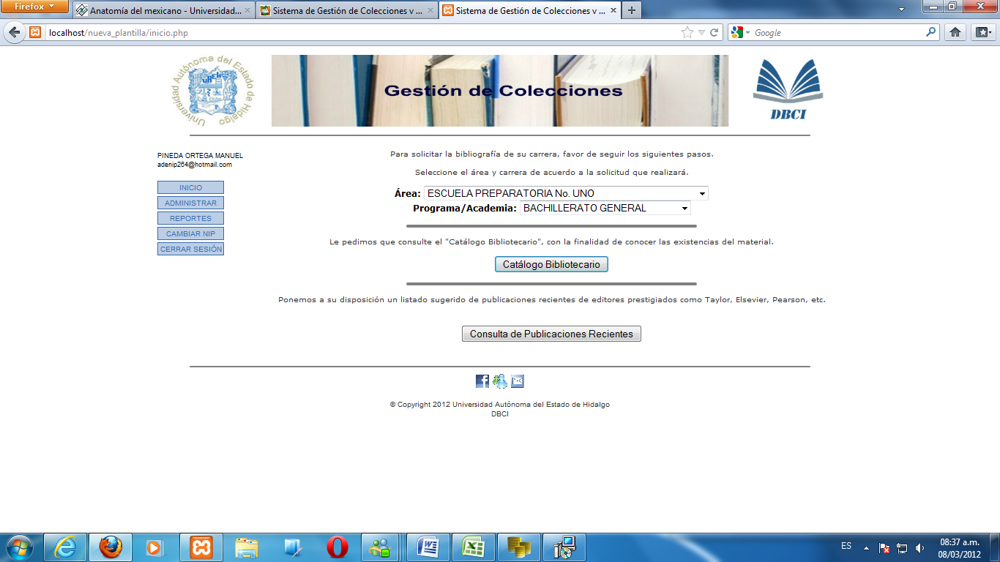 Firefox
Anatomía del mexicano - Universidad...
Sistema de Gestión de Colecciones v ...
Sistema de Gestión de Colecciones v ...
localhost/nueva_plantilla/inicio.php
Google
Universidad Autónoma del Estado de Hidalgo
UAEH
Gestión de Colecciones
DBCI
PINEDA ORTEGA MANUEL
adenip264@hotmail.com
INICIO
ADMINISTRAR
REPORTES
CAMBIAR NIP
CERRAR SESIÓN
Para solicitar la bibliografía de su carrera, favor de seguir los siguientes pasos.
Seleccione el área y carrera de acuerdo a la solicitud que realizará.
Área: ESCUELA PREPARATORIA No. UNO
Programa/Academia: BACHILLERATO GENERAL
Le pedimos que consulte el "Catálogo Bibliotecario", con la finalidad de conocer las existencias del material.
Catálogo Bibliotecario
Ponemos a su disposición un listado sugerido de publicaciones recientes de editores prestigiados como Taylor, Elsevier, Pearson, etc.
Consulta de Publicaciones Recientes
© Copyright 2012 Universidad Autónoma del Estado de Hidalgo
DBCI
ES
08:37 a.m.
08/03/2012